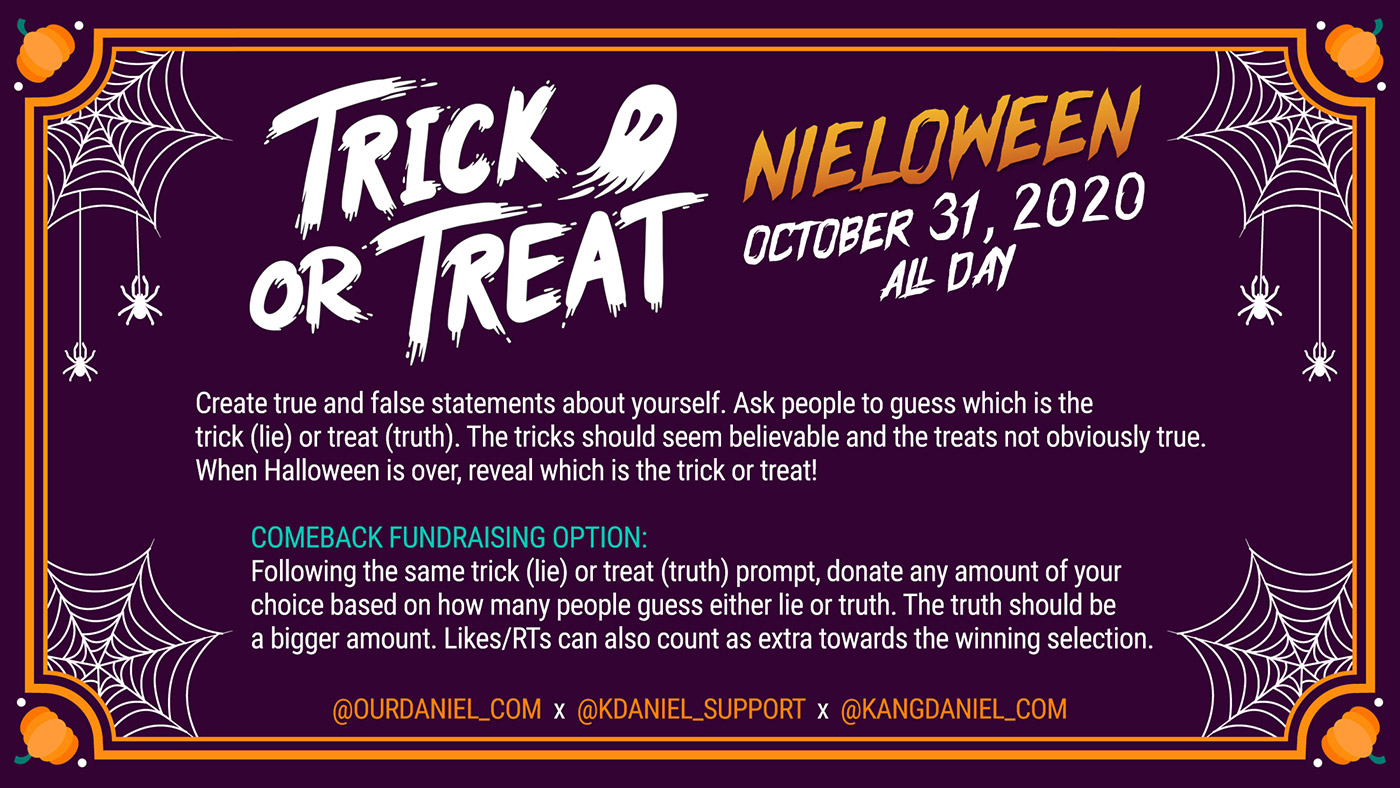 TRICK
OR TREAT
NIELOWEEN
OCTOBER 31, 2020
ALL DAY
Create true and false statements about yourself. Ask people to guess which is the
trick (lie) or treat (truth). The tricks should seem believable and the treats not obviously true.
When Halloween is over, reveal which is the trick or treat!
COMEBACK FUNDRAISING OPTION:
Following the same trick (lie) or treat (truth) prompt, donate any amount of your
choice based on how many people guess either lie or truth. The truth should be
a bigger amount. Likes/RTs can also count as extra towards the winning selection.
@OURDANIEL_COM x @KDANIEL_SUPPORT x @KANGDANIEL_COM